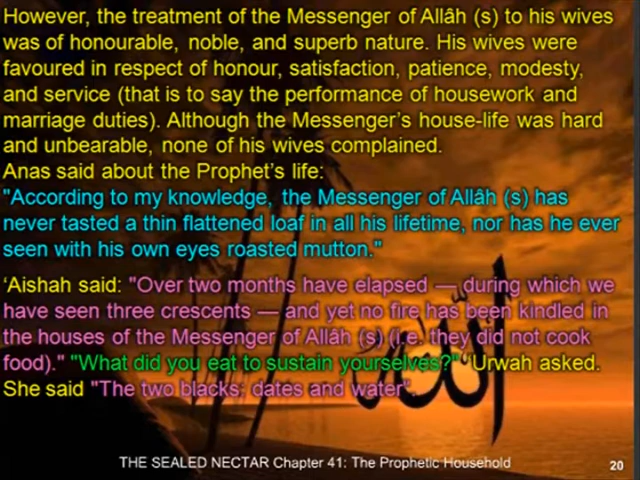 However, the treatment of the Messenger of Allâh (s) to his wives
was of honourable, noble, and superb nature. His wives were
favoured in respect of honour, satisfaction, patience, modesty,
and service (that is to say the performance of housework and
marriage duties). Although the Messenger's house-life was hard
and unbearable, none of his wives complained.
Anas said about the Prophet's life:
"According to my knowledge, the Messenger of Allâh (s) has
never tasted a thin flattened loaf in all his lifetime, nor has he ever
seen with his own eyes roasted mutton."
‘Aishah said: "Over two months have elapsed — during which we
have seen three crescents — and yet no fire has been kindled in
the houses of the Messenger of Allâh (s) (i.e. they did not cook
food)." "What did you eat to sustain yourselves?" ‘Urwah asked.
She said "The two blacks: dates and water".
الله
THE SEALED NECTAR Chapter 41: The Prophetic Household
20